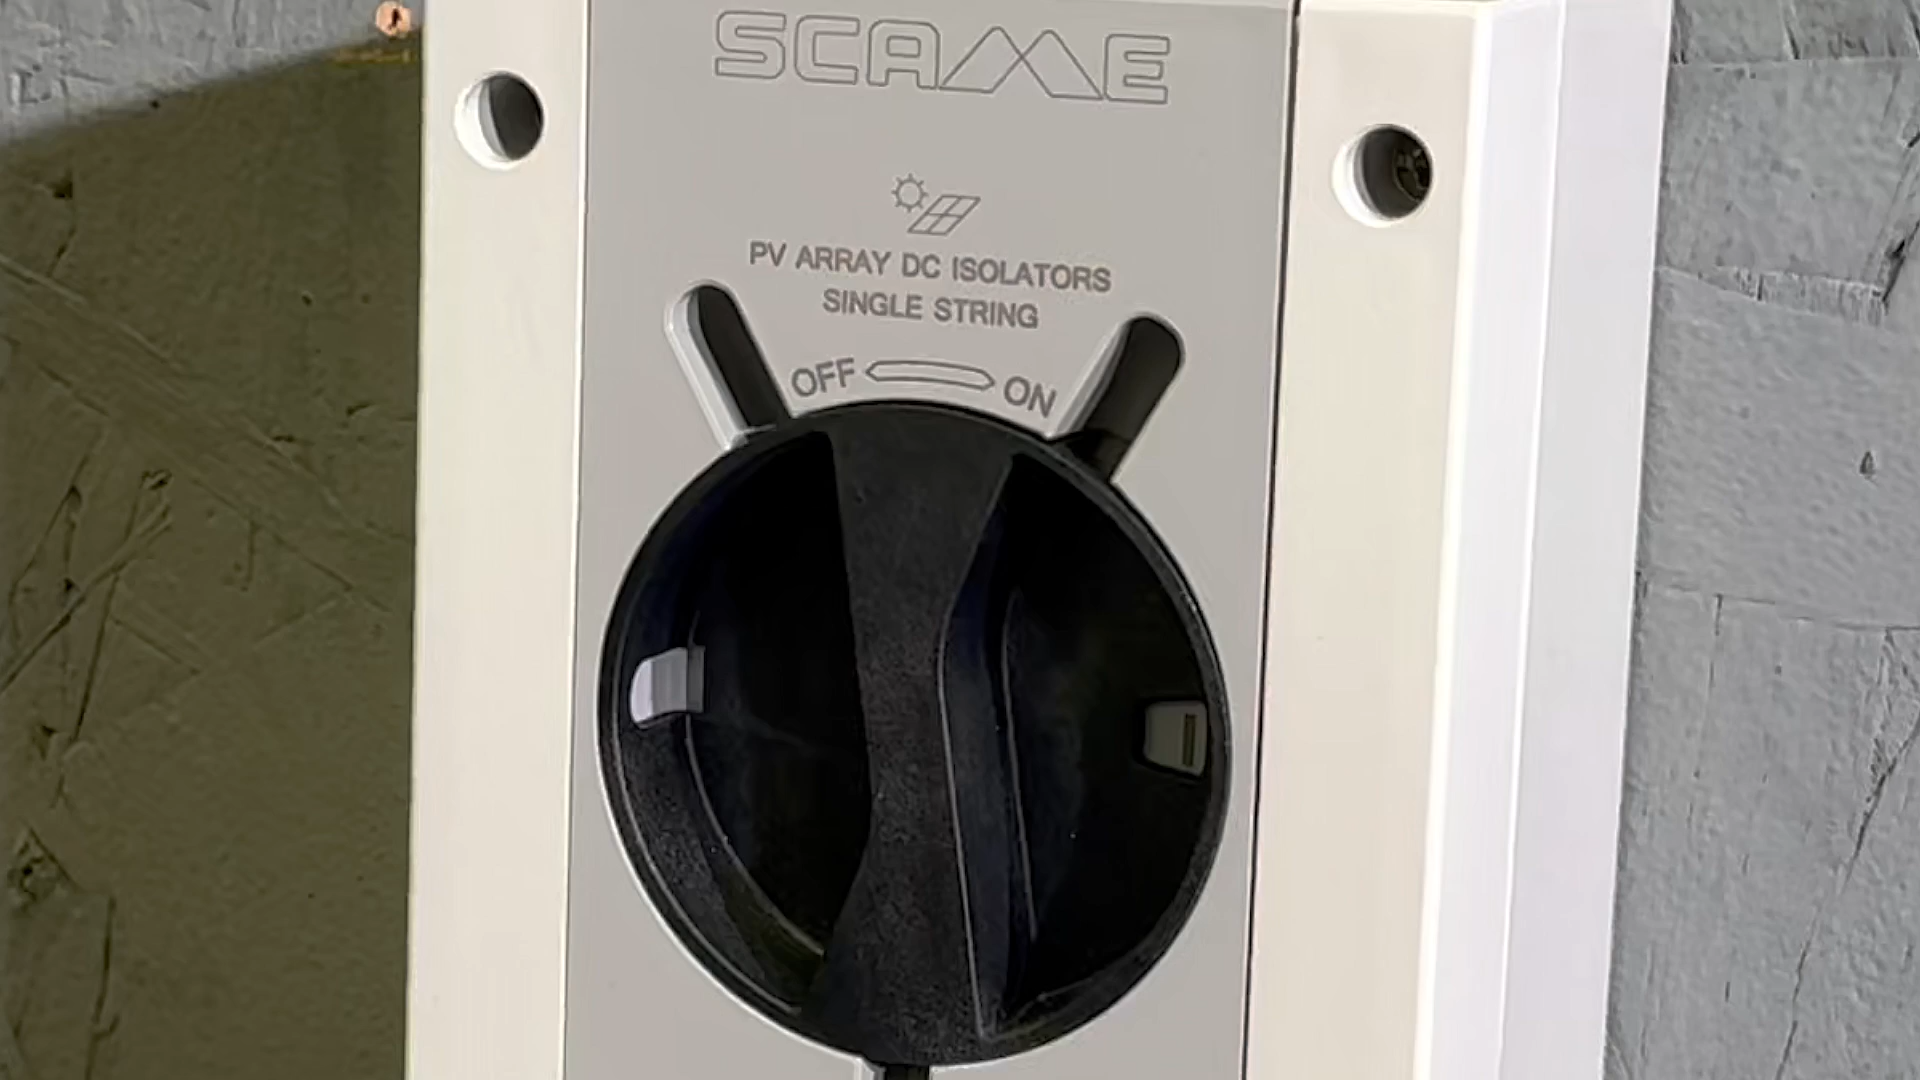 SCAME
PV ARRAY DC ISOLATORS
SINGLE STRING
OFF ON